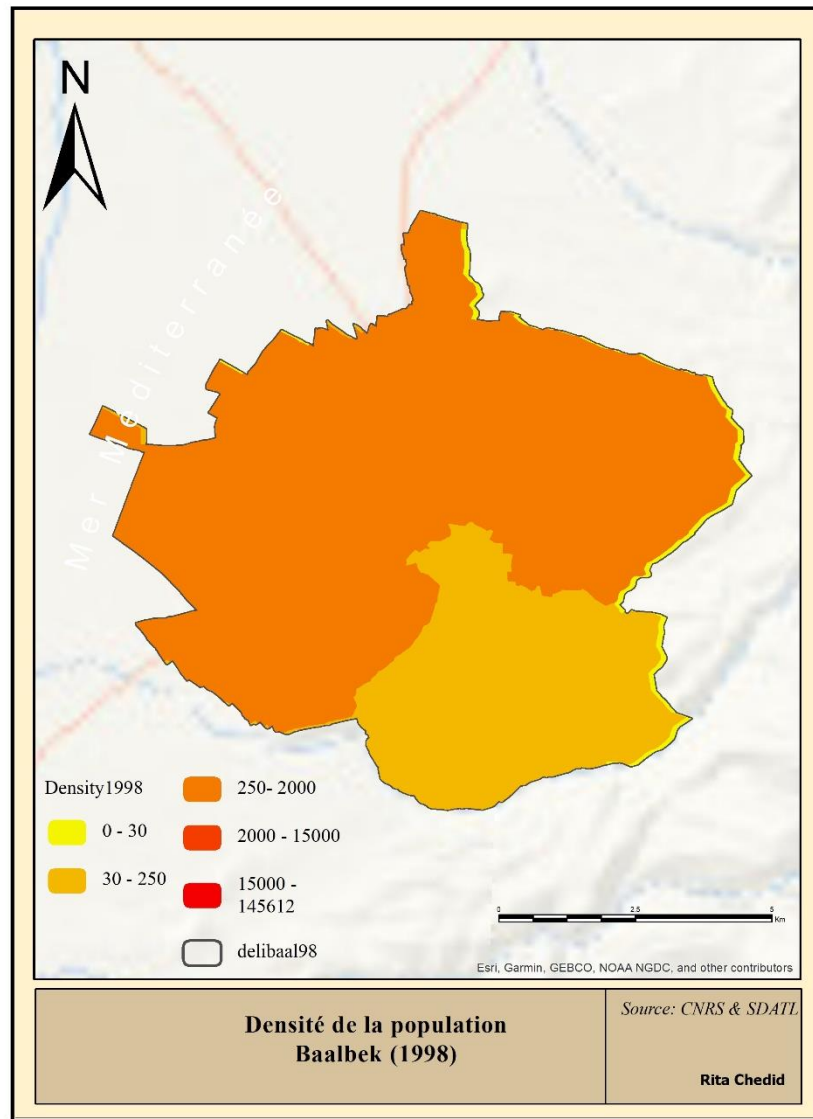 N
Mer Méditerranée
Density1998
0 - 30
30 - 250
250- 2000
2000 - 15000
15000 -
145612
delibaal98
0 2.5 5
Km
Esri, Garmin, GEBCO, NOAA NGDC, and other contributors
Densité de la population
Baalbek (1998)
Source: CNRS & SDATL
Rita Chedid